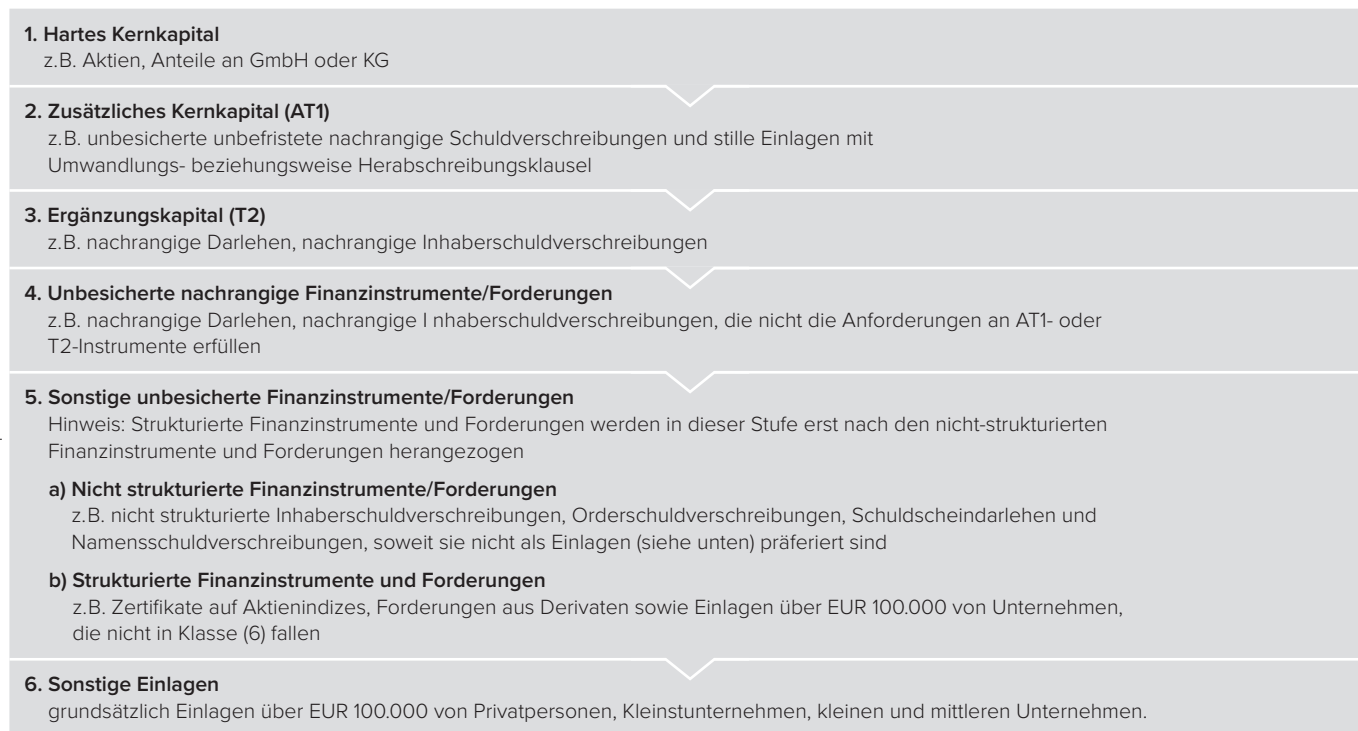 1. Hartes Kernkapital
z.B. Aktien, Anteile an GmbH oder KG
2. Zusätzliches Kernkapital (AT1)
z.B. unbesicherte unbefristete nachrangige Schuldverschreibungen und stille Einlagen mit
Umwandlungs- beziehungsweise Herabschreibungsklausel
3. Ergänzungskapital (T2)
z.B. nachrangige Darlehen, nachrangige Inhaberschuldverschreibungen
4. Unbesicherte nachrangige Finanzinstrumente/Forderungen
z.B. nachrangige Darlehen, nachrangige I nhaberschuldverschreibungen, die nicht die Anforderungen an AT1- oder
T2-Instrumente erfüllen
5. Sonstige unbesicherte Finanzinstrumente/Forderungen
Hinweis: Strukturierte Finanzinstrumente und Forderungen werden in dieser Stufe erst nach den nicht-strukturierten
Finanzinstrumente und Forderungen herangezogen
a) Nicht strukturierte Finanzinstrumente/Forderungen
z.B. nicht strukturierte Inhaberschuldverschreibungen, Orderschuldverschreibungen, Schuldscheindarlehen und
Namensschuldverschreibungen, soweit sie nicht als Einlagen (siehe unten) präferiert sind
b) Strukturierte Finanzinstrumente und Forderungen
z.B. Zertifikate auf Aktienindizes, Forderungen aus Derivaten sowie Einlagen über EUR 100.000 von Unternehmen,
die nicht in Klasse (6) fallen
6. Sonstige Einlagen
grundsätzlich Einlagen über EUR 100.000 von Privatpersonen, Kleinstunternehmen, kleinen und mittleren Unternehmen.